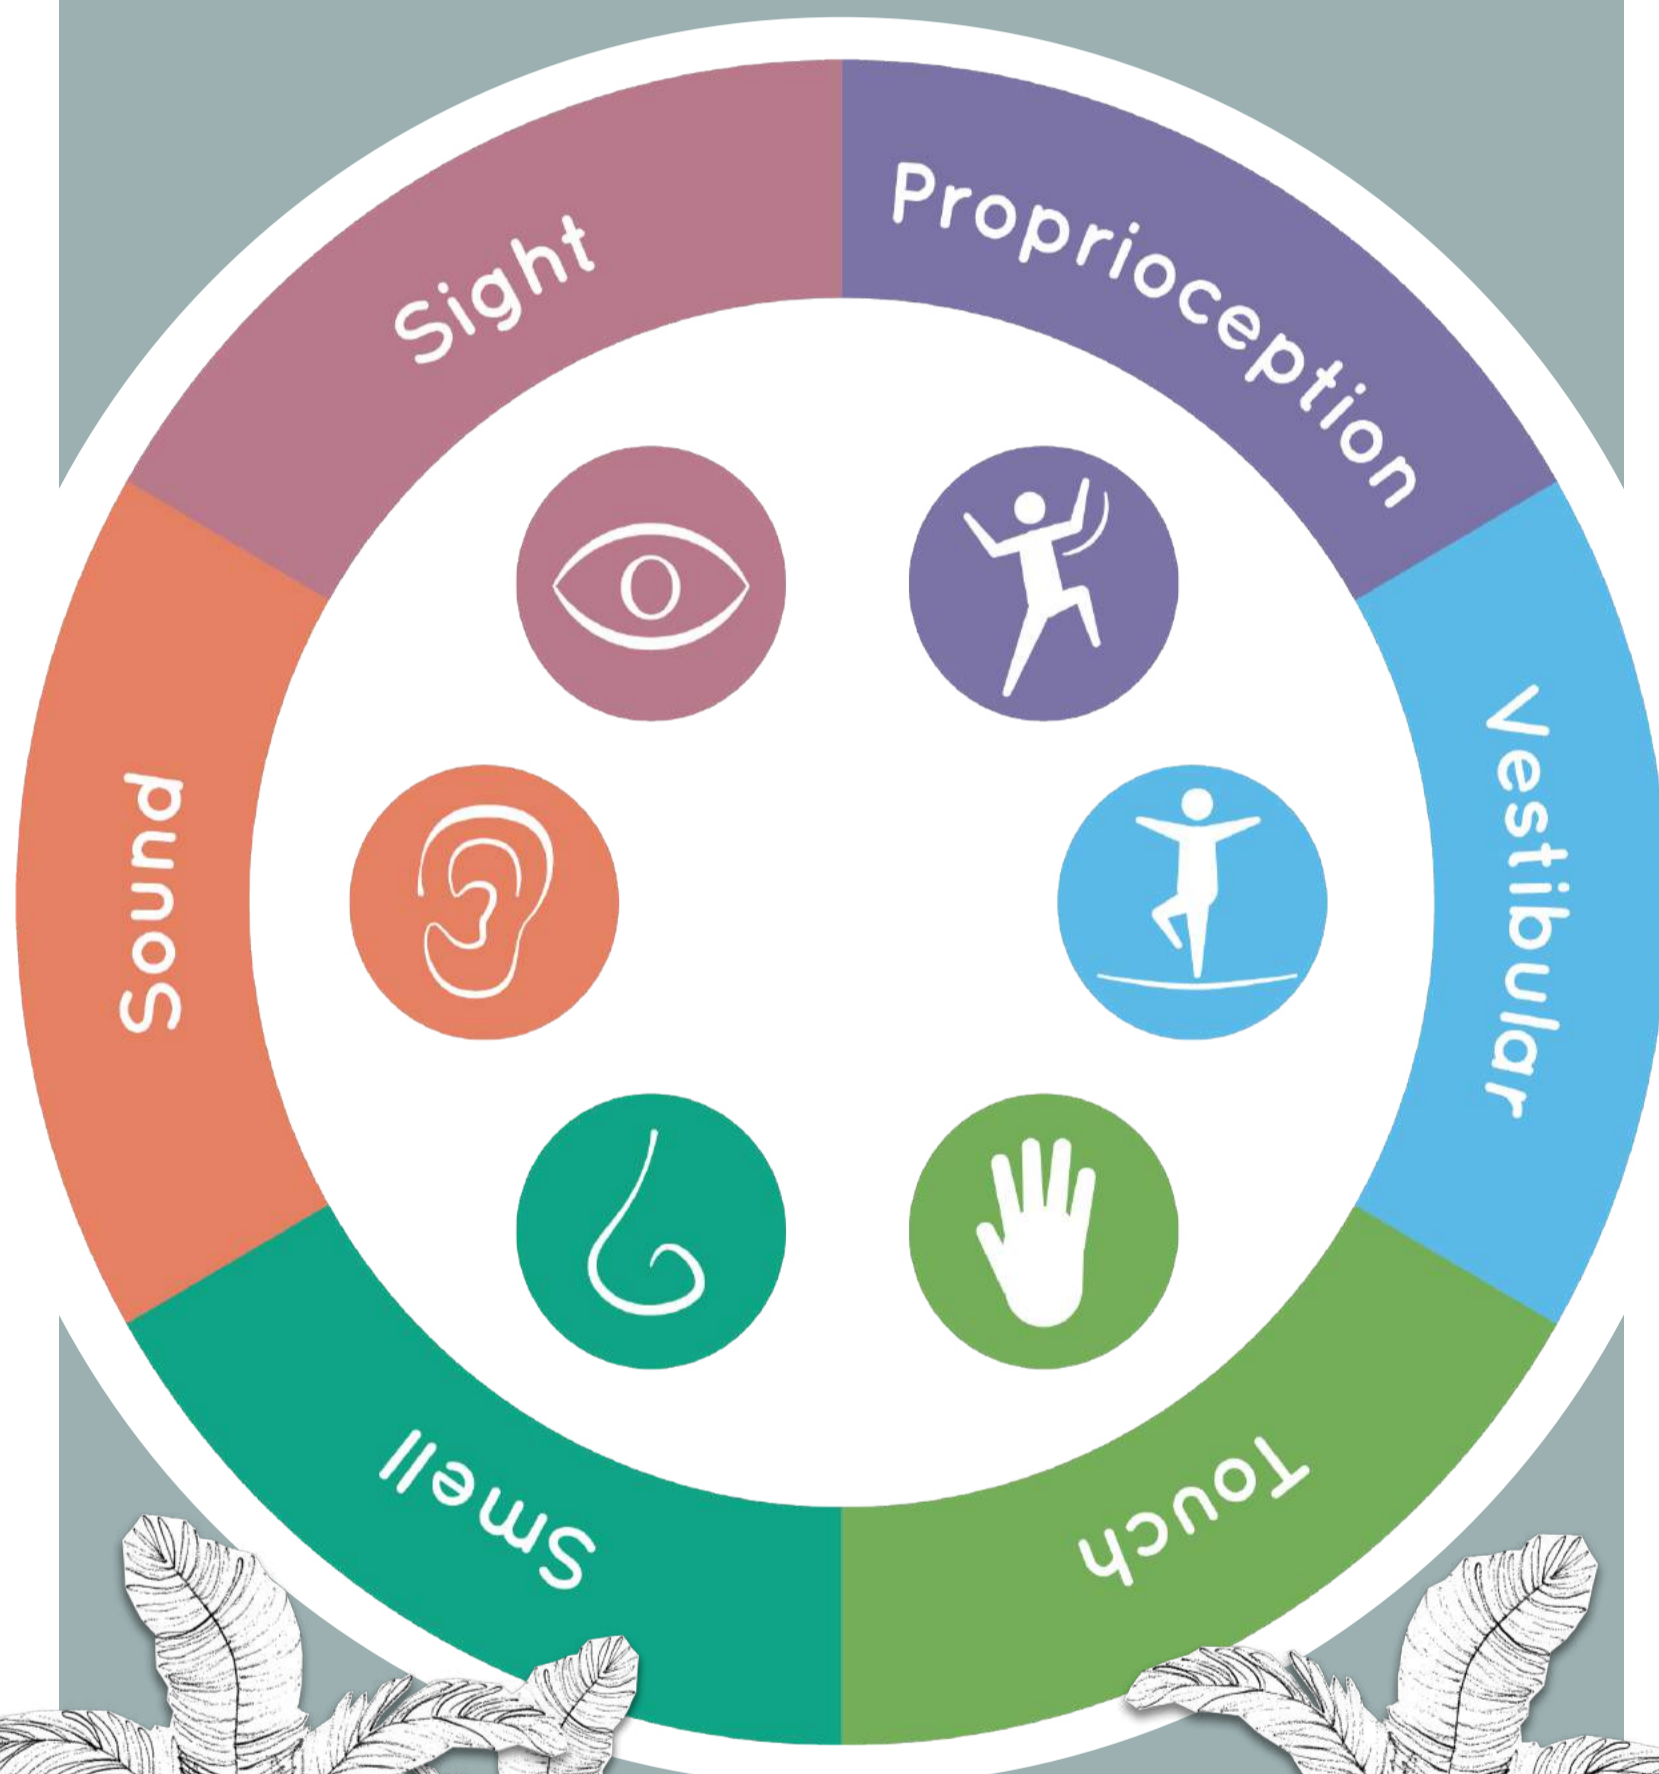 Sight
Proprioception
Vestibular
Touch
Smell
Sound